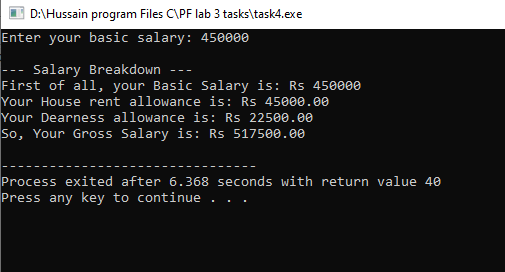 D:\Hussain program Files C\PF lab 3 tasks\task4.exe
Enter your basic salary: 450000
--- Salary Breakdown ---
First of all, your Basic Salary is: Rs 450000
Your House rent allowance is: Rs 45000.00
Your Dearness allowance is: Rs 22500.00
So, Your Gross Salary is: Rs 517500.00
--------------------------------
Process exited after 6.368 seconds with return value 40
Press any key to continue . . .